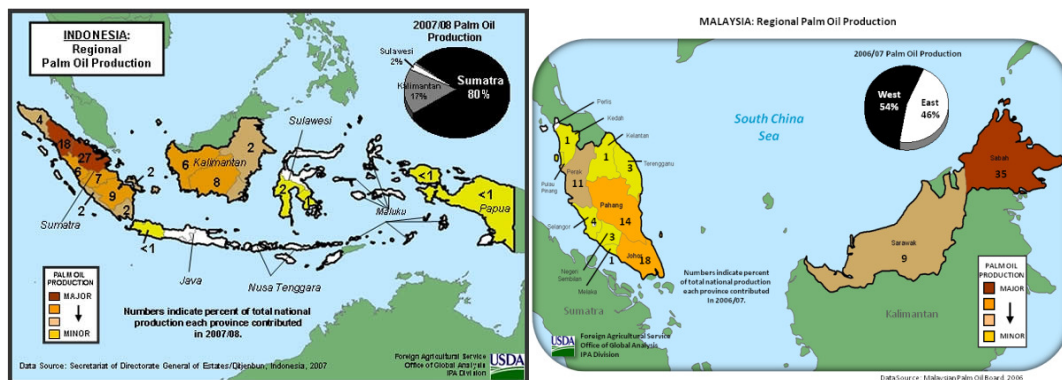 INDONESIA:
Regional
Palm Oil Production
2007/08 Palm Oil
Production
Sulawesi
2%
Kalimantan
17%
Sumatra
80%
4
18
27
6
7
9
2
2
2
Sumatra
6
Kalimantan
2
8
2
Sulawesi
2
<1
<1
Papua
Maluku
<1
Java
Nusa Tenggara
PALM OIL
PRODUCTION
MAJOR
MINOR
Numbers indicate percent of total national
production each province contributed
in 2007/08.
Data Source: Secretariat of Directorate General of Estates/Ditjenbun, Indonesia, 2007
Foreign Agricultural Service
Office of Global Analysis
IPA Division
USDA
MALAYSIA: Regional Palm Oil Production
2006/07 Palm Oil Production
West
54%
East
46%
South China
Sea
Perlis
Kedah
Kelantan
Terengganu
1
1
3
Pulau
Pinang
Perak
11
Pahang
14
Selangor
4
3
Johor
18
1
Negeri
Sembilan
Melaka
Sumatra
Sabah
35
Sarawak
9
Kalimantan
Numbers indicate percent
of total national production
each province contributed
in 2006/07.
PALM OIL
PRODUCTION
MAJOR
MINOR
USDA
Foreign Agricultural Service
Office of Global Analysis
IPA Division
Data Source: Malaysian Palm Oil Board 2006